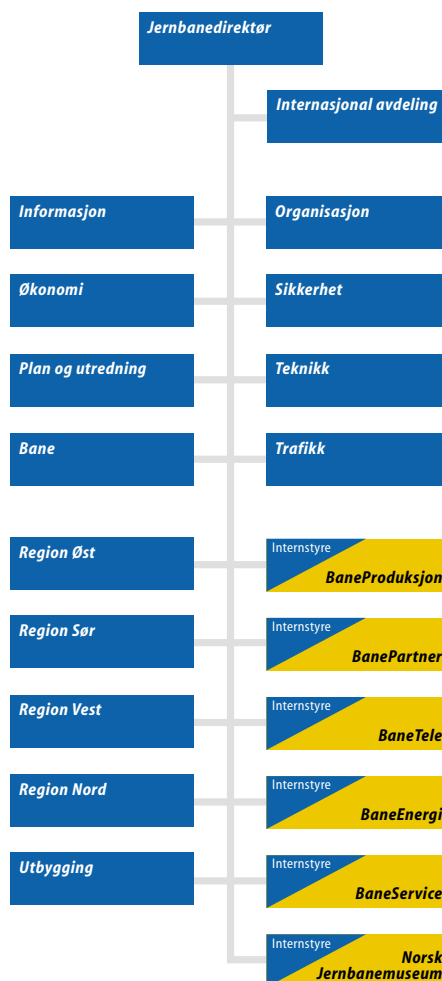 Jernbanedirektør
Internasjonal avdeling
Informasjon
Organisasjon
Økonomi
Sikkerhet
Plan og utredning
Teknikk
Bane
Trafikk
Region Øst
Internstyre
BaneProduksjon
Region Sør
Internstyre
BanePartner
Region Vest
Internstyre
BaneTele
Region Nord
Internstyre
BaneEnergi
Utbygging
Internstyre
BaneService
Internstyre
Norsk
Jernbanemuseum